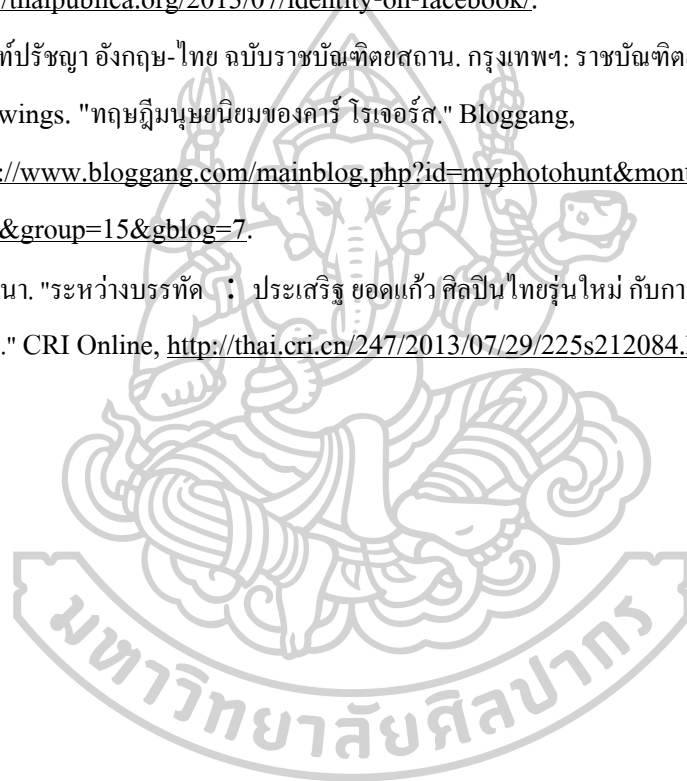 /thaipublica.org/2013/07/identity-on-facebook/.
ท์ปรัชญา อังกฤษ-ไทย ฉบับราชบัณฑิตยสถาน. กรุงเทพฯ: ราชบัณฑิต
wings. "ทฤษฎีมนุษยนิยมของคาร์ โรเจอร์ส." Bloggang,
://www.bloggang.com/mainblog.php?id=myphotohunt&mont
&group=15&gblog=7.
นา. "ระหว่างบรรทัด : ประเสริฐ ยอดแก้ว ศิลปินไทยรุ่นใหม่ กับกา
." CRI Online, http://thai.cri.cn/247/2013/07/29/225s212084.
มหาวิทยาลัยศิลปากร